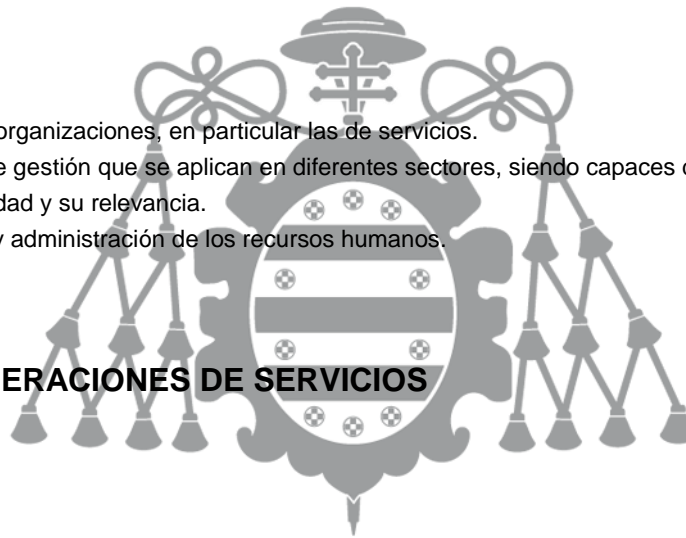 organizaciones, en particular las de servicios.
e gestión que se aplican en diferentes sectores, siendo capaces
dad y su relevancia.
y administración de los recursos humanos.
ERACIONES DE SERVICIOS